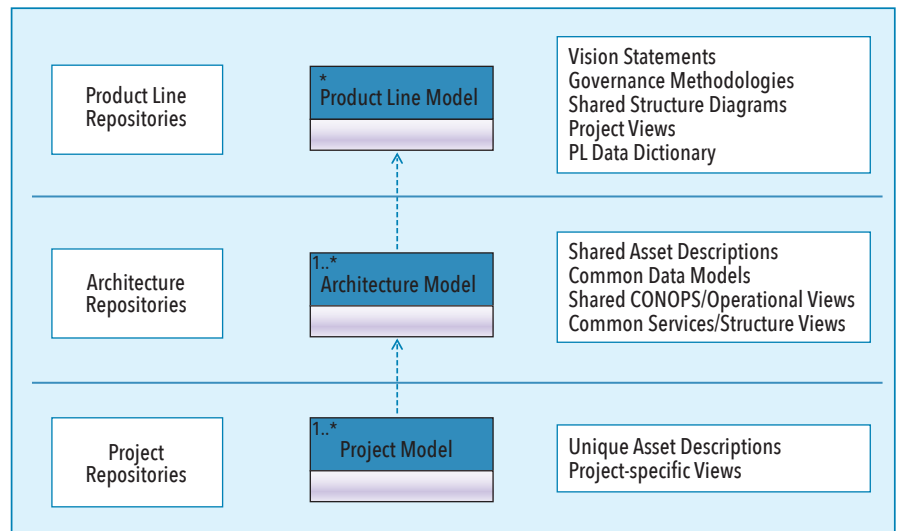 Product Line
Repositories
*
Product Line Model
Vision Statements
Governance Methodologies
Shared Structure Diagrams
Project Views
PL Data Dictionary
Architecture
Repositories
1..*
Architecture Model
Shared Asset Descriptions
Common Data Models
Shared CONOPS/Operational Views
Common Services/Structure Views
Project
Repositories
1..*
Project Model
Unique Asset Descriptions
Project-specific Views